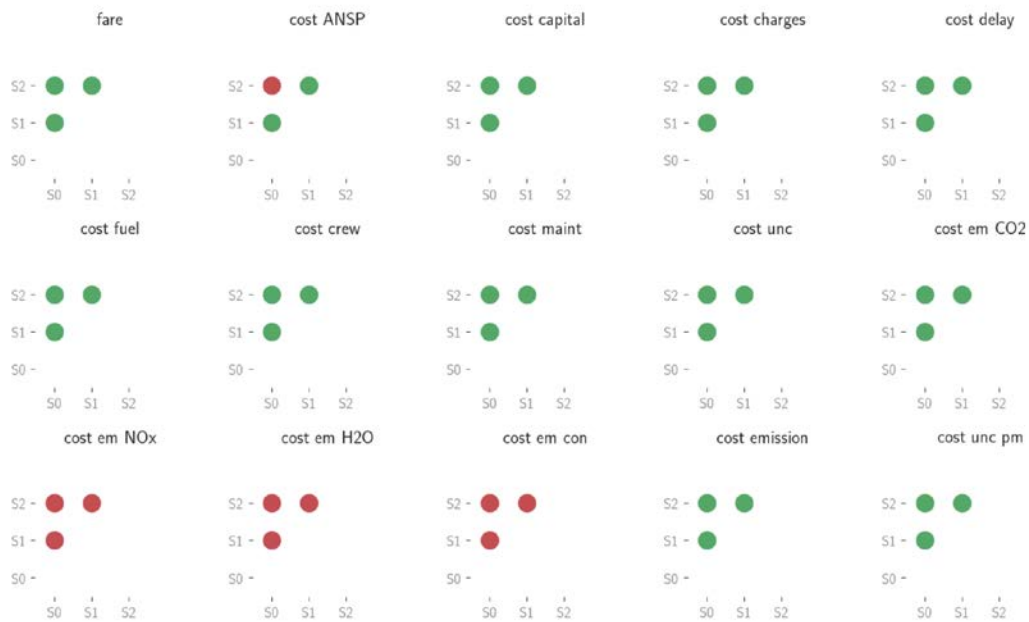 fare cost ANSP cost capital cost charges cost delay
S2 S2 S2 S2 S2
S1 S1 S1 S1 S1
S0 S0 S0 S0 S0
S0 S1 S2 S0 S1 S2 S0 S1 S2 S0 S1 S2 S0 S1 S2
cost fuel cost crew cost maint cost unc cost em CO2
S2 S2 S2 S2 S2
S1 S1 S1 S1 S1
S0 S0 S0 S0 S0
S0 S1 S2 S0 S1 S2 S0 S1 S2 S0 S1 S2 S0 S1 S2
cost em NOx cost em H2O cost em con cost emission cost unc pm
S2 S2 S2 S2 S2
S1 S1 S1 S1 S1
S0 S0 S0 S0 S0
S0 S1 S2 S0 S1 S2 S0 S1 S2 S0 S1 S2 S0 S1 S2